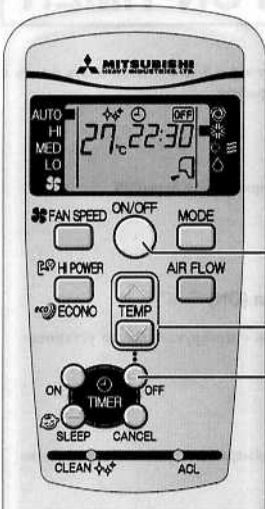 MITSUBISHI
HEAVY INDUSTRIES, LTD.
AUTO OFF
HI 27°C 22:30
MED
LO
FAN SPEED ON/OFF MODE
HI POWER AIR FLOW
eco ECONO TEMP
ON OFF
TIMER
SLEEP CANCEL
CLEAN ACL